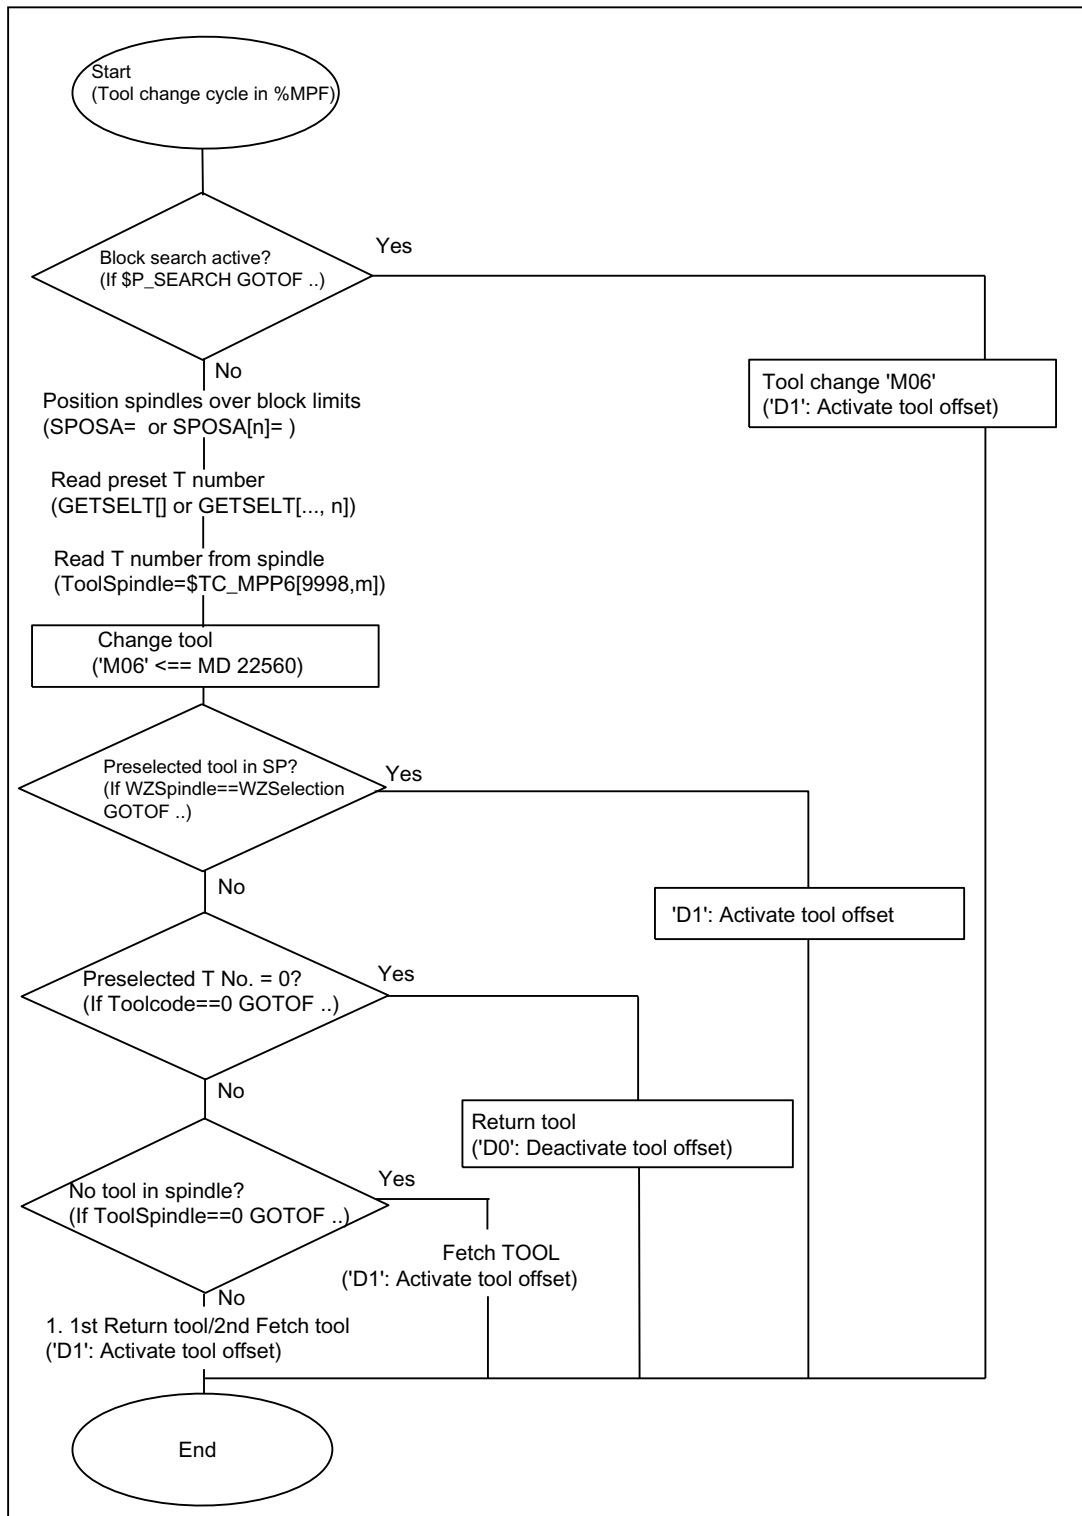 Start
(Tool change cycle in %MPF)
Block search active?
(If $P_SEARCH GOTOF ..)
Yes
No
Tool change 'M06'
('D1': Activate tool offset)
Position spindles over block limits
(SPOSA=  or SPOSA[n]= )
Read preset T number
(GETSELT[] or GETSELT[..., n])
Read T number from spindle
(ToolSpindle=$TC_MPP6[9998,m])
Change tool
('M06' <== MD 22560)
Preselected tool in SP?
(If WZSpindle==WZSelection
GOTOF ..)
Yes
No
'D1': Activate tool offset
Preselected T No. = 0?
(If Toolcode==0 GOTOF ..)
Yes
No
Return tool
('D0': Deactivate tool offset)
No tool in spindle?
(If ToolSpindle==0 GOTOF ..)
Yes
Fetch TOOL
('D1': Activate tool offset)
No
1. 1st Return tool/2nd Fetch tool
('D1': Activate tool offset)
End